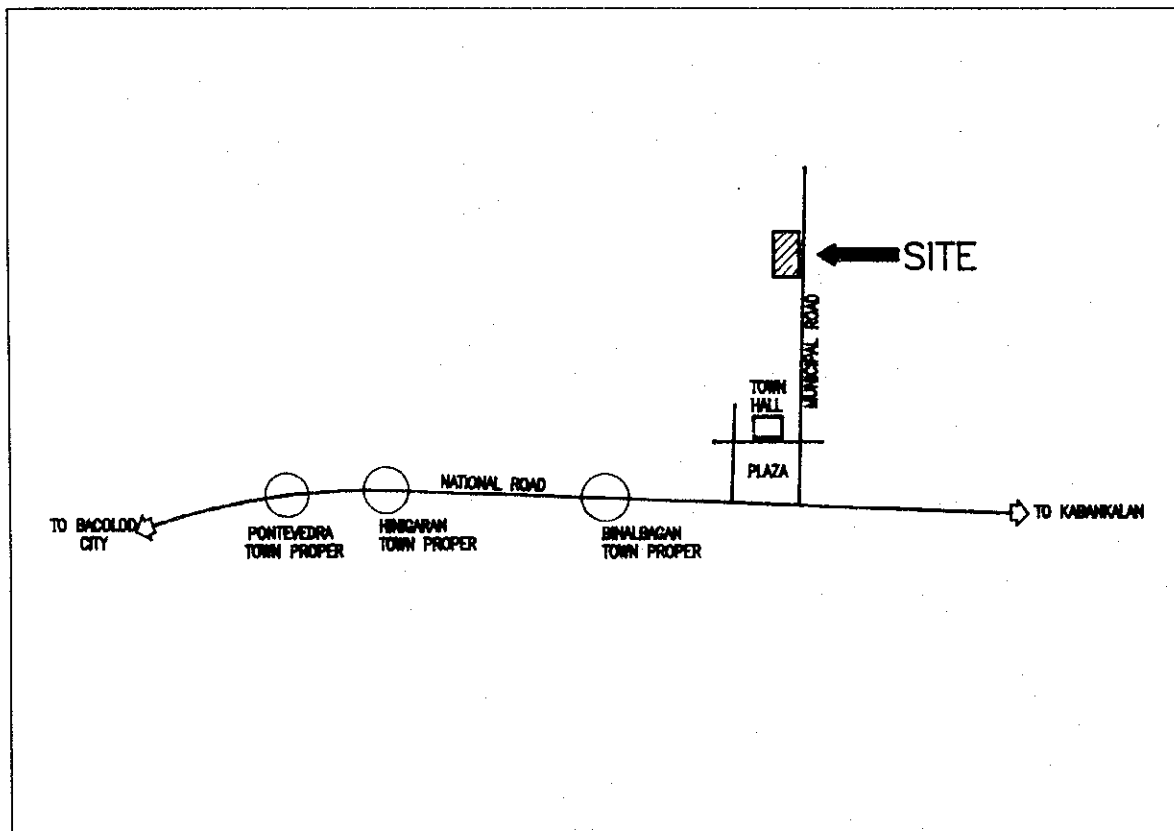 SITE
MUNICIPAL ROAD
TOWN
HALL
PLAZA
NATIONAL ROAD
TO BACOLOD
CITY
PONTEVEDRA
TOWN PROPER
HINIGARAN
TOWN PROPER
BINALBAGAN
TOWN PROPER
TO KABANKALAN